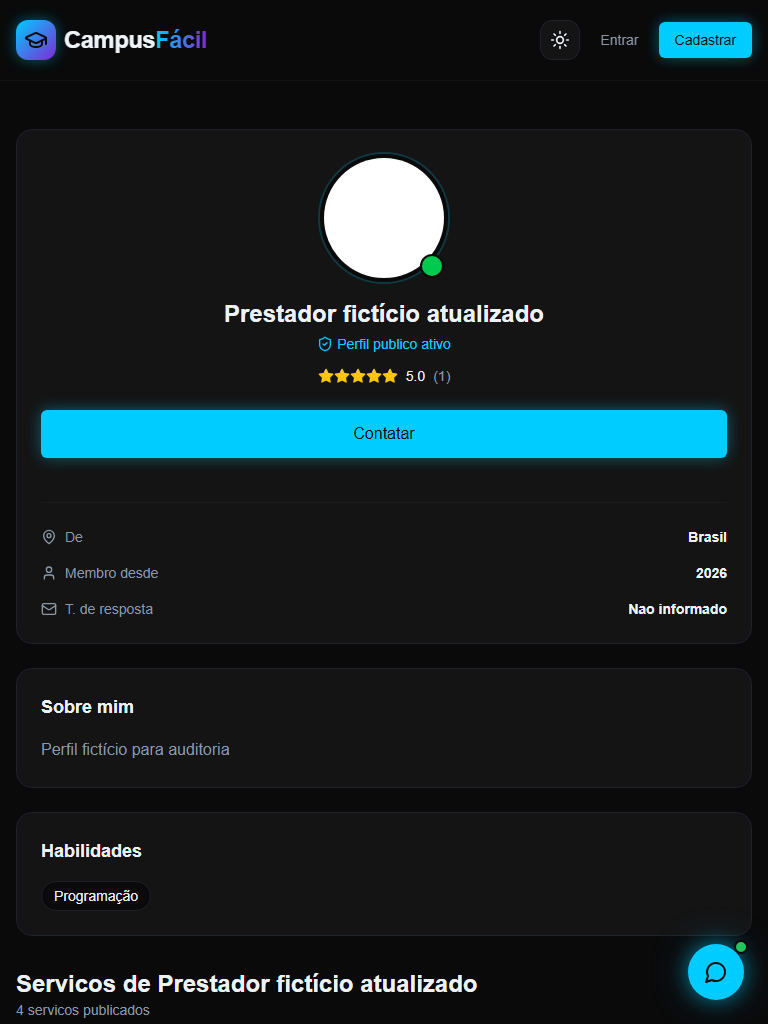 CampusFácil
Entrar
Cadastrar
Prestador fictício atualizado
Perfil publico ativo
5.0 (1)
Contatar
De
Brasil
Membro desde
2026
T. de resposta
Nao informado
Sobre mim
Perfil fictício para auditoria
Habilidades
Programação
Servicos de Prestador fictício atualizado
4 servicos publicados